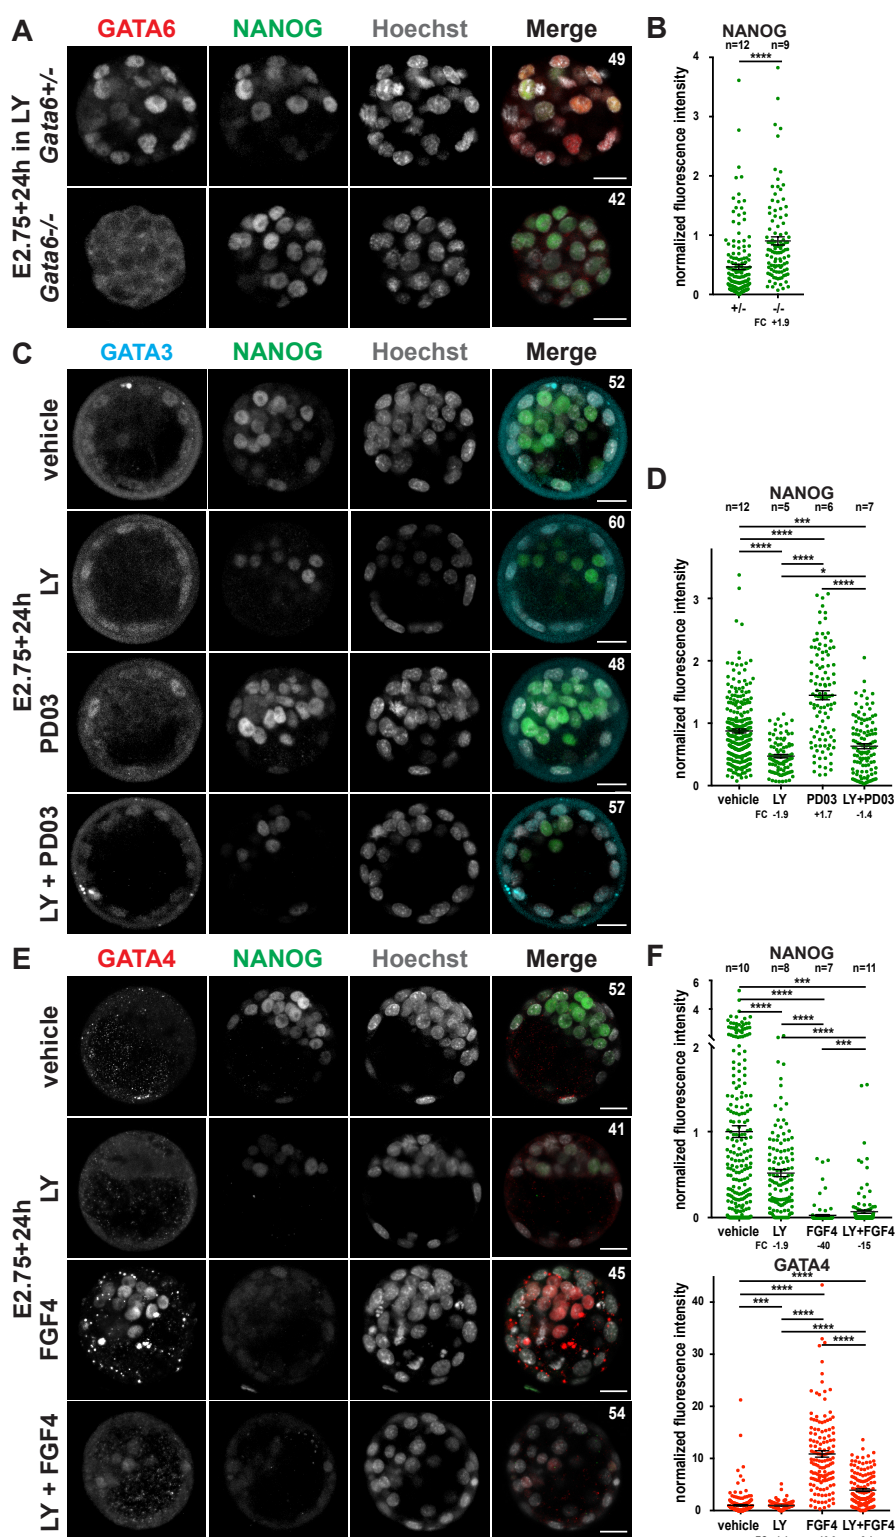 A
GATA6 NANOG Hoechst Merge
E2.75+24h in LY
Gata6+/-
49
Gata6-/-
42
B
NANOG
n=12 n=9
****
normalized fluorescence intensity
4
3
2
1
0
+/- -/-
FC +1.9
C
GATA3 NANOG Hoechst Merge
E2.75+24h
vehicle
52
LY
60
PD03
48
LY + PD03
57
D
NANOG
n=12 n=5 n=6 n=7
***
****
**** ****
*
****
normalized fluorescence intensity
3
2
1
0
vehicle LY PD03 LY+PD03
FC -1.9 +1.7 -1.4
E
GATA4 NANOG Hoechst Merge
E2.75+24h
vehicle
52
LY
41
FGF4
45
LY + FGF4
54
F
NANOG
n=10 n=8 n=7 n=11
***
****
****
****
****
***
normalized fluorescence intensity
6
4
2
2
1
0
vehicle LY FGF4 LY+FGF4
FC -1.9 -40 -15
GATA4
****
****
***
****
****
****
normalized fluorescence intensity
40
30
20
10
0
vehicle LY FGF4 LY+FGF4